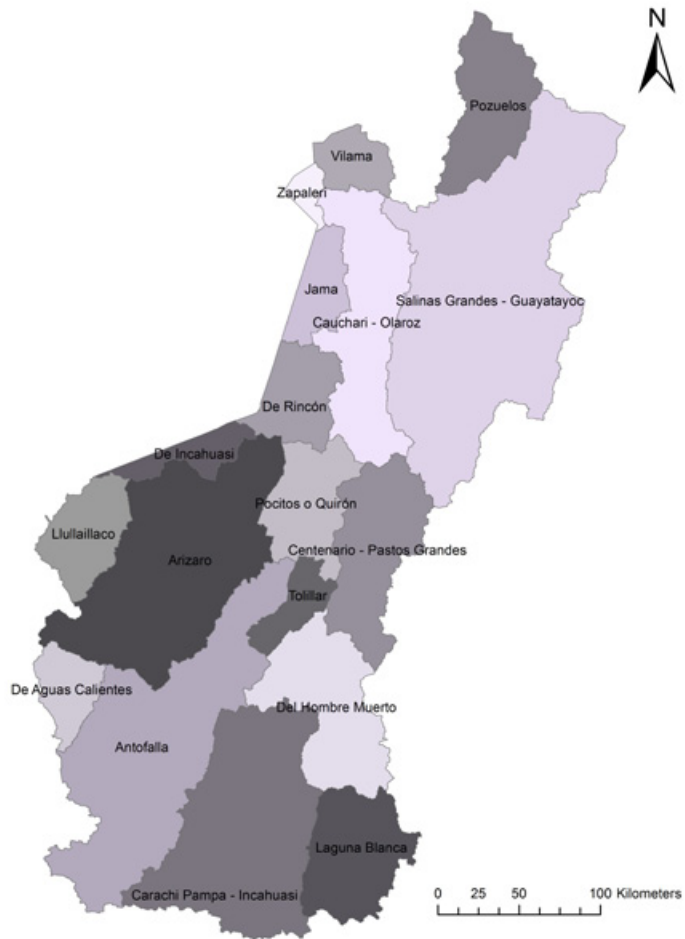 N
Pozuelos
Vilama
Zapaleri
Jama
Salinas Grandes - Guayatayoc
Cauchari - Olaroz
De Rincón
De Incahuasi
Pocitos o Quirón
Llullaillaco
Centenario - Pastos Grandes
Arizaro
Tolillar
De Aguas Calientes
Del Hombre Muerto
Antofalla
Laguna Blanca
Carachi Pampa - Incahuasi
0 25 50 100 Kilometers